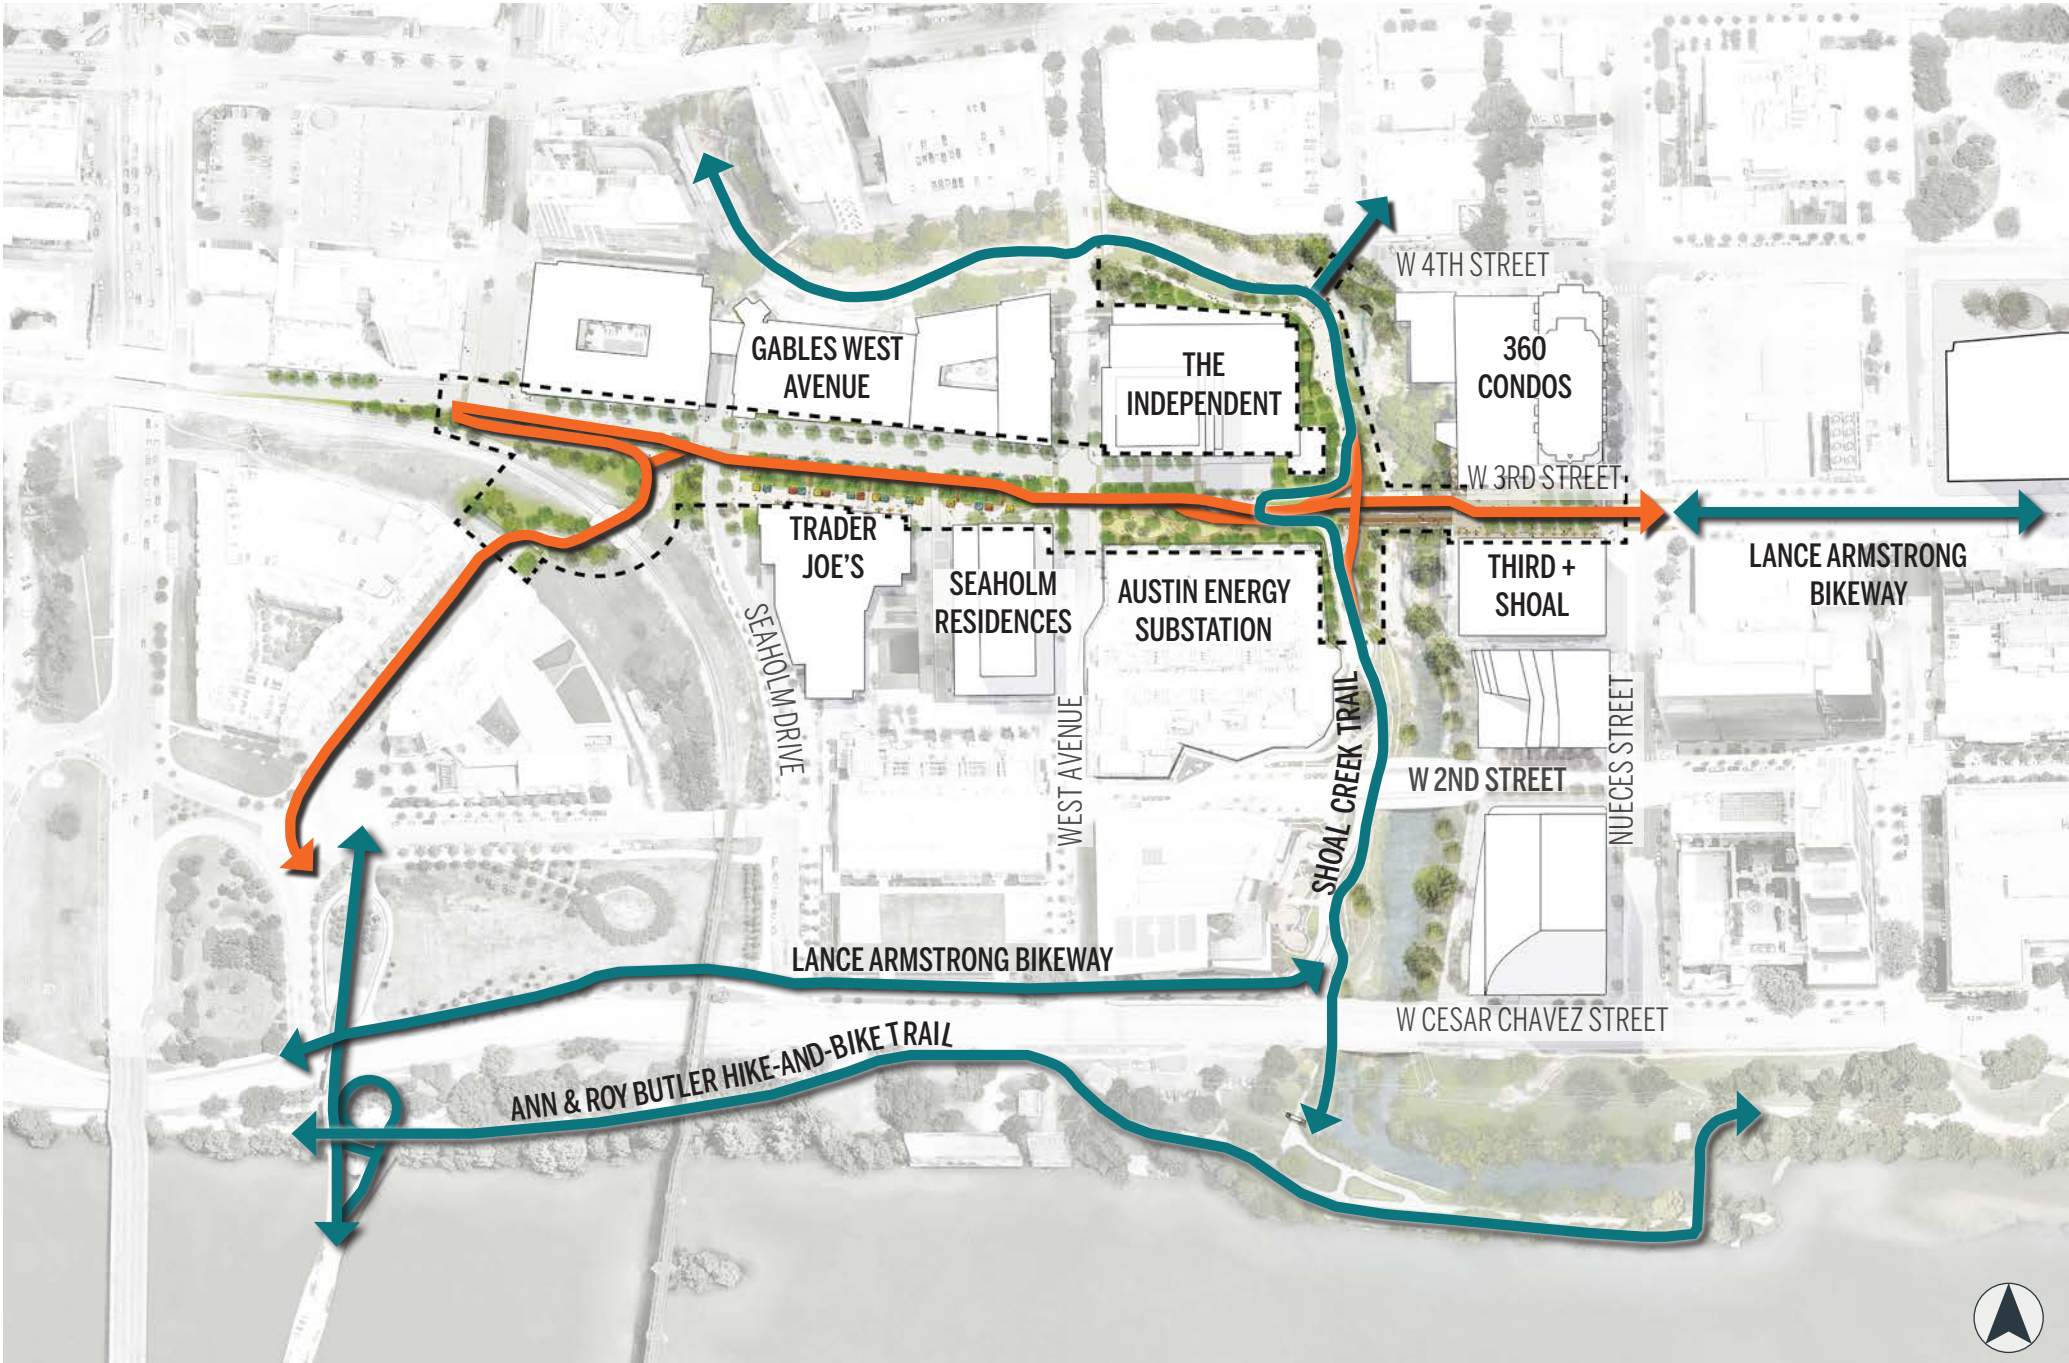 W 4TH STREET
GABLES WEST
AVENUE
THE
INDEPENDENT
360
CONDOS
W 3RD STREET
TRADER
JOE'S
SEAHOLM
RESIDENCES
AUSTIN ENERGY
SUBSTATION
THIRD +
SHOAL
LANCE ARMSTRONG
BIKEWAY
SEAHOLM DRIVE
WEST AVENUE
SHOAL CREEK TRAIL
W 2ND STREET
NUECES STREET
LANCE ARMSTRONG BIKEWAY
W CESAR CHAVEZ STREET
ANN & ROY BUTLER HIKE-AND-BIKE TRAIL